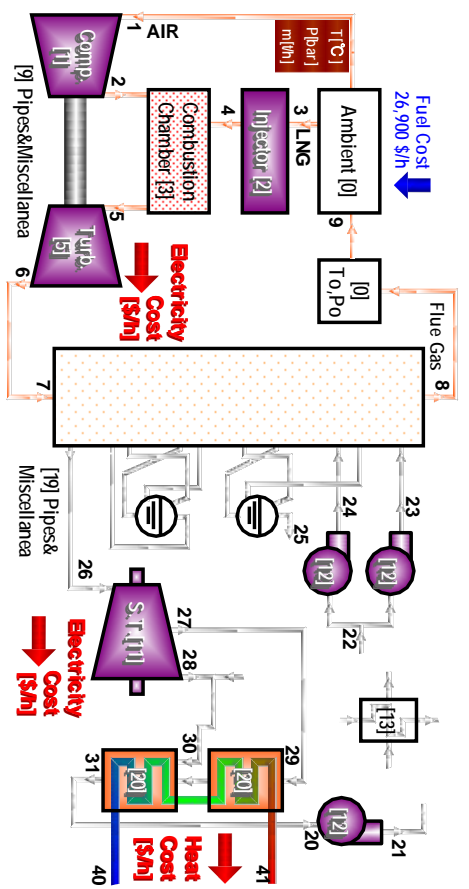 Fuel Cost
26,900 $/h
T[℃]
P[bar]
m[t/h]
Ambient [0]
9
[0]
To,Po
Flue Gas
8
1
AIR
3
LNG
Injector [2]
4
Combustion
Chamber [3]
2
5
Comp.
[1]
[9] Pipes&Miscellanea
Turb.
[5]
6
7
Electricity
Cost
[$/h]
23
24
25
[12]
[12]
22
[13]
[19] Pipes&
Miscellanea
26
S.T.[11]
27
28
Electricity
Cost
[$/h]
29
30
31
[20]
[20]
[12]
20
21
Heat
Cost
[$/h]
40
41